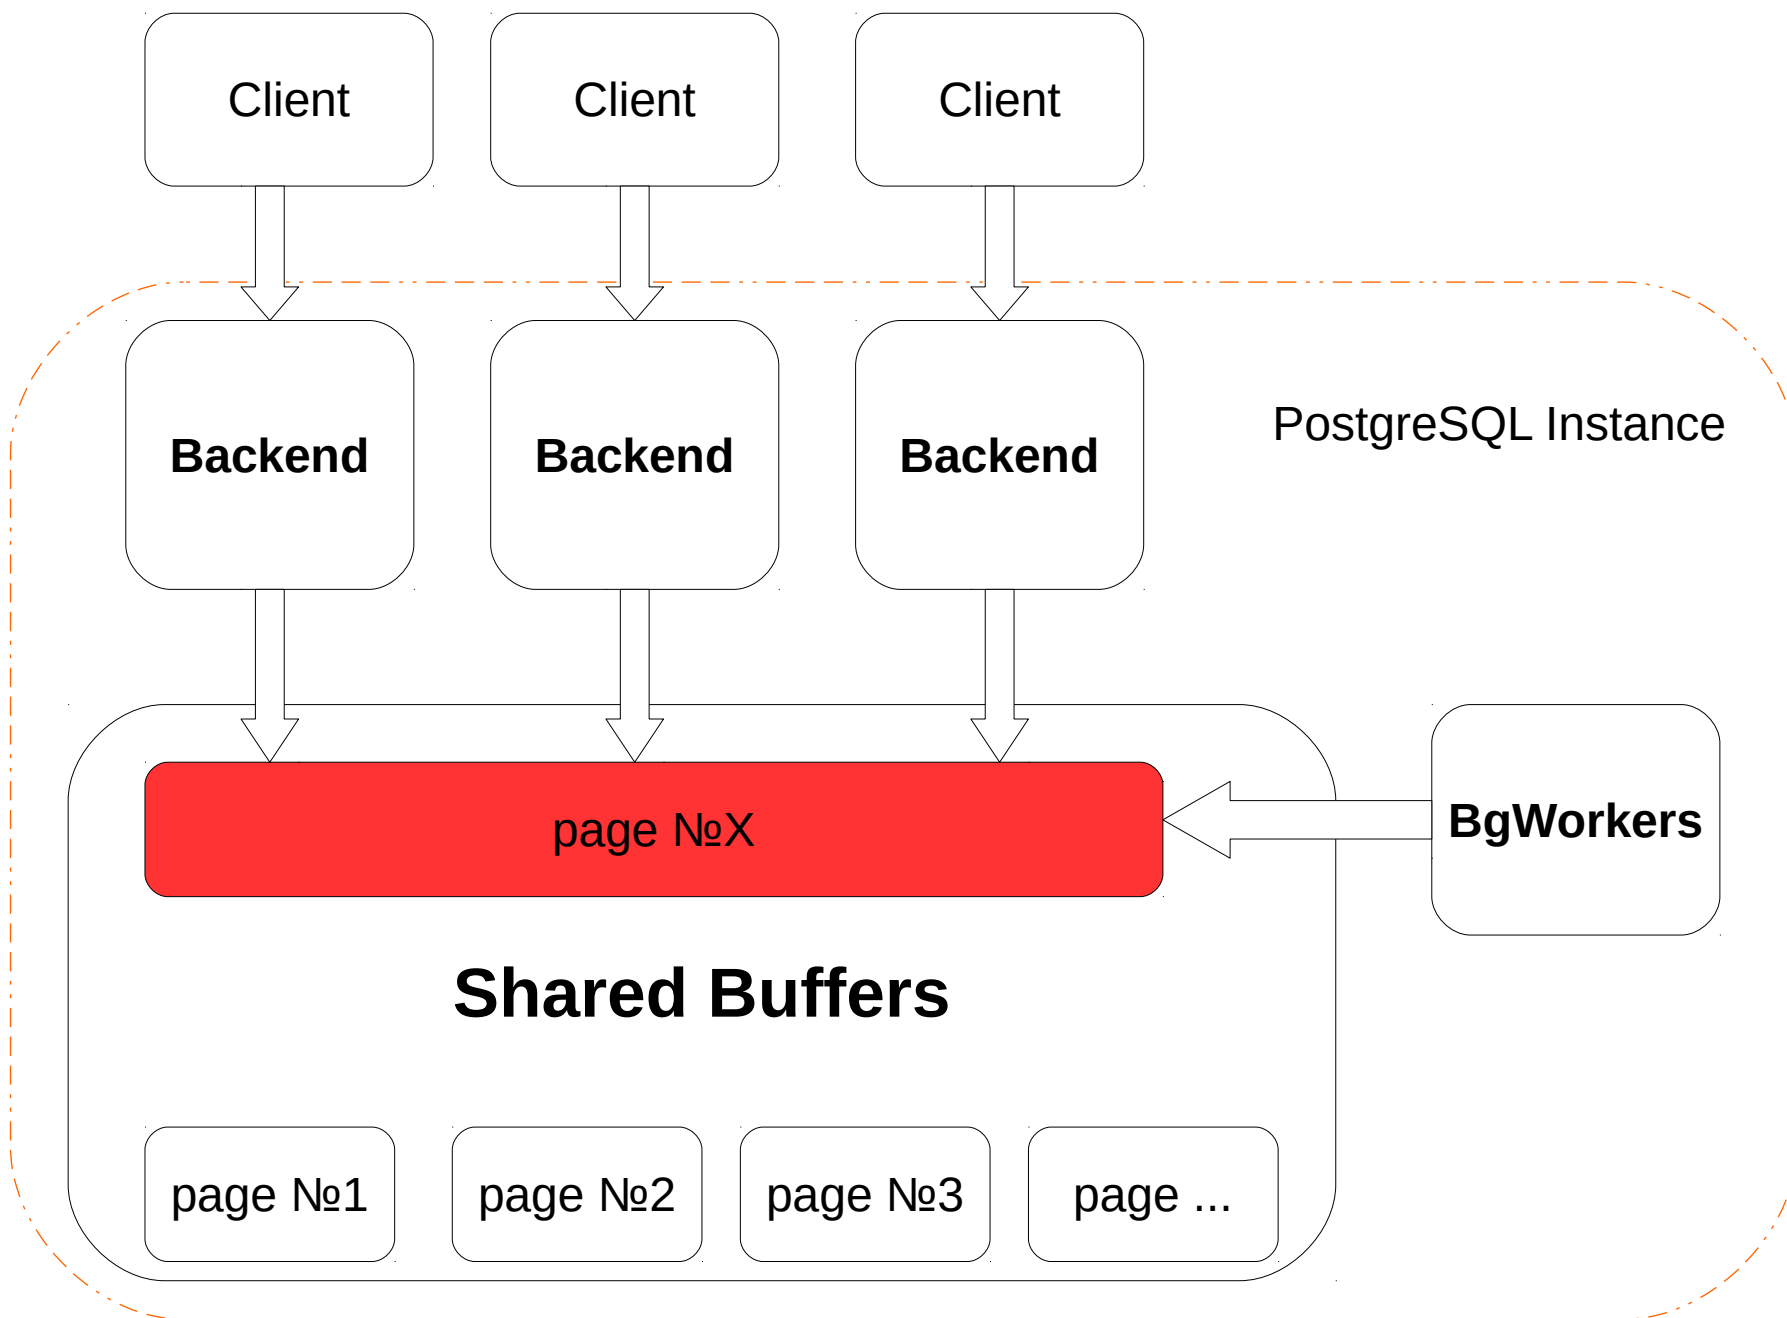 Client
Client
Client
Backend
Backend
Backend
PostgreSQL Instance
page №X
BgWorkers
Shared Buffers
page №1
page №2
page №3
page ...